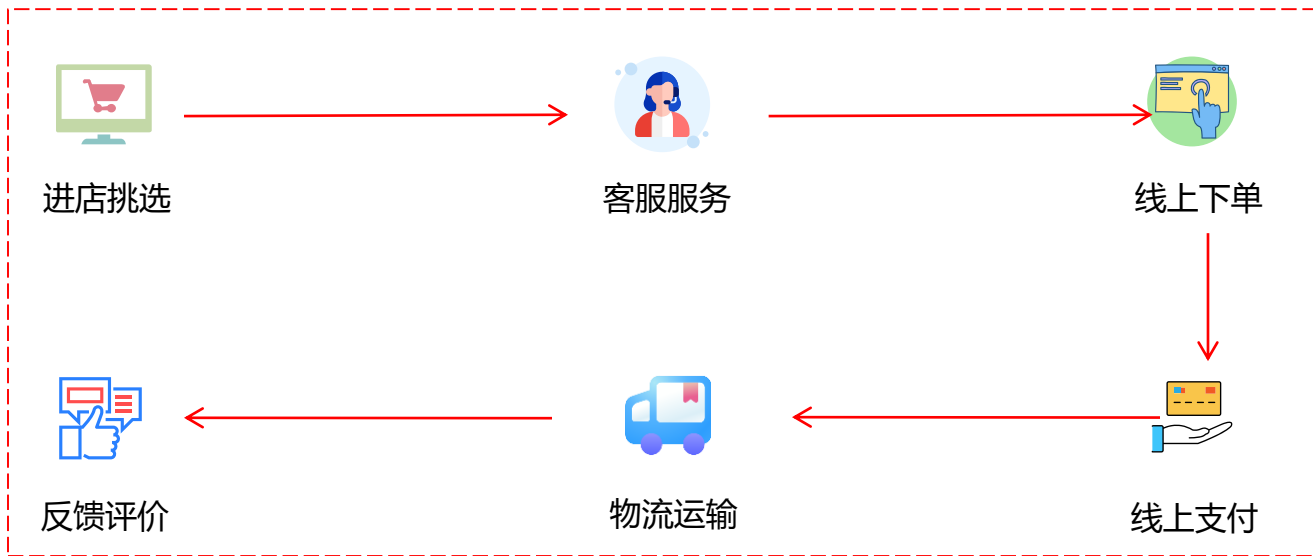 进店挑选
客服服务
线上下单
反馈评价
物流运输
线上支付